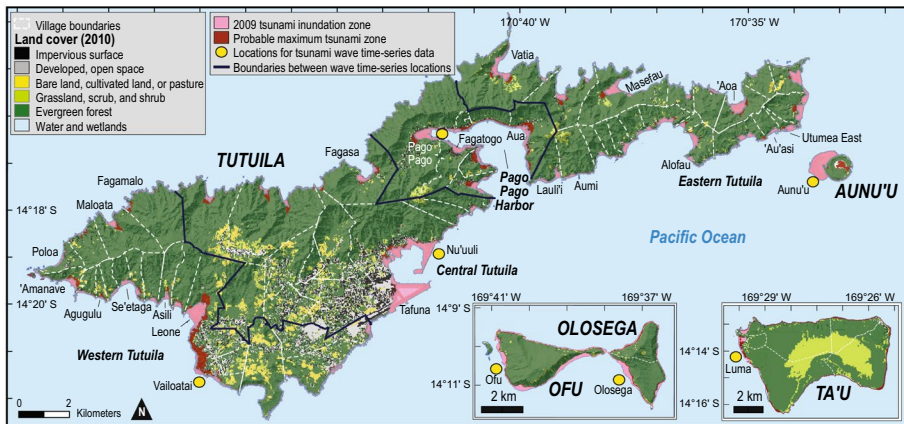 170°40' W
170°35' W
Village boundaries
Land cover (2010)
Impervious surface
Developed, open space
Bare land, cultivated land, or pasture
Grassland, scrub, and shrub
Evergreen forest
Water and wetlands
2009 tsunami inundation zone
Probable maximum tsunami zone
Locations for tsunami wave time-series data
Boundaries between wave time-series locations
Vatia
Masefau
'Aoa
TUTUILA
Fagasa
Pago
Pago
Fagatogo
Aua
Utumea East
'Au'asi
Alofau
Pago
Pago
Harbor
Lauli'i
Aumi
Eastern Tutuila
Aunu'u
AUNU'U
Fagamalo
14°18' S
Maloata
Poloa
Nu'uuli
Central Tutuila
Pacific Ocean
'Amanave
14°20' S
Agugulu
Se'etaga
Asili
Leone
Tafuna
Western Tutuila
Vailoatai
0
2
Kilometers
N
169°41' W
169°37' W
14°9' S
OLOSEGA
Ofu
OFU
Olosega
14°11' S
2 km
169°29' W
169°26' W
14°14' S
Luma
14°16' S
2 km
TA'U